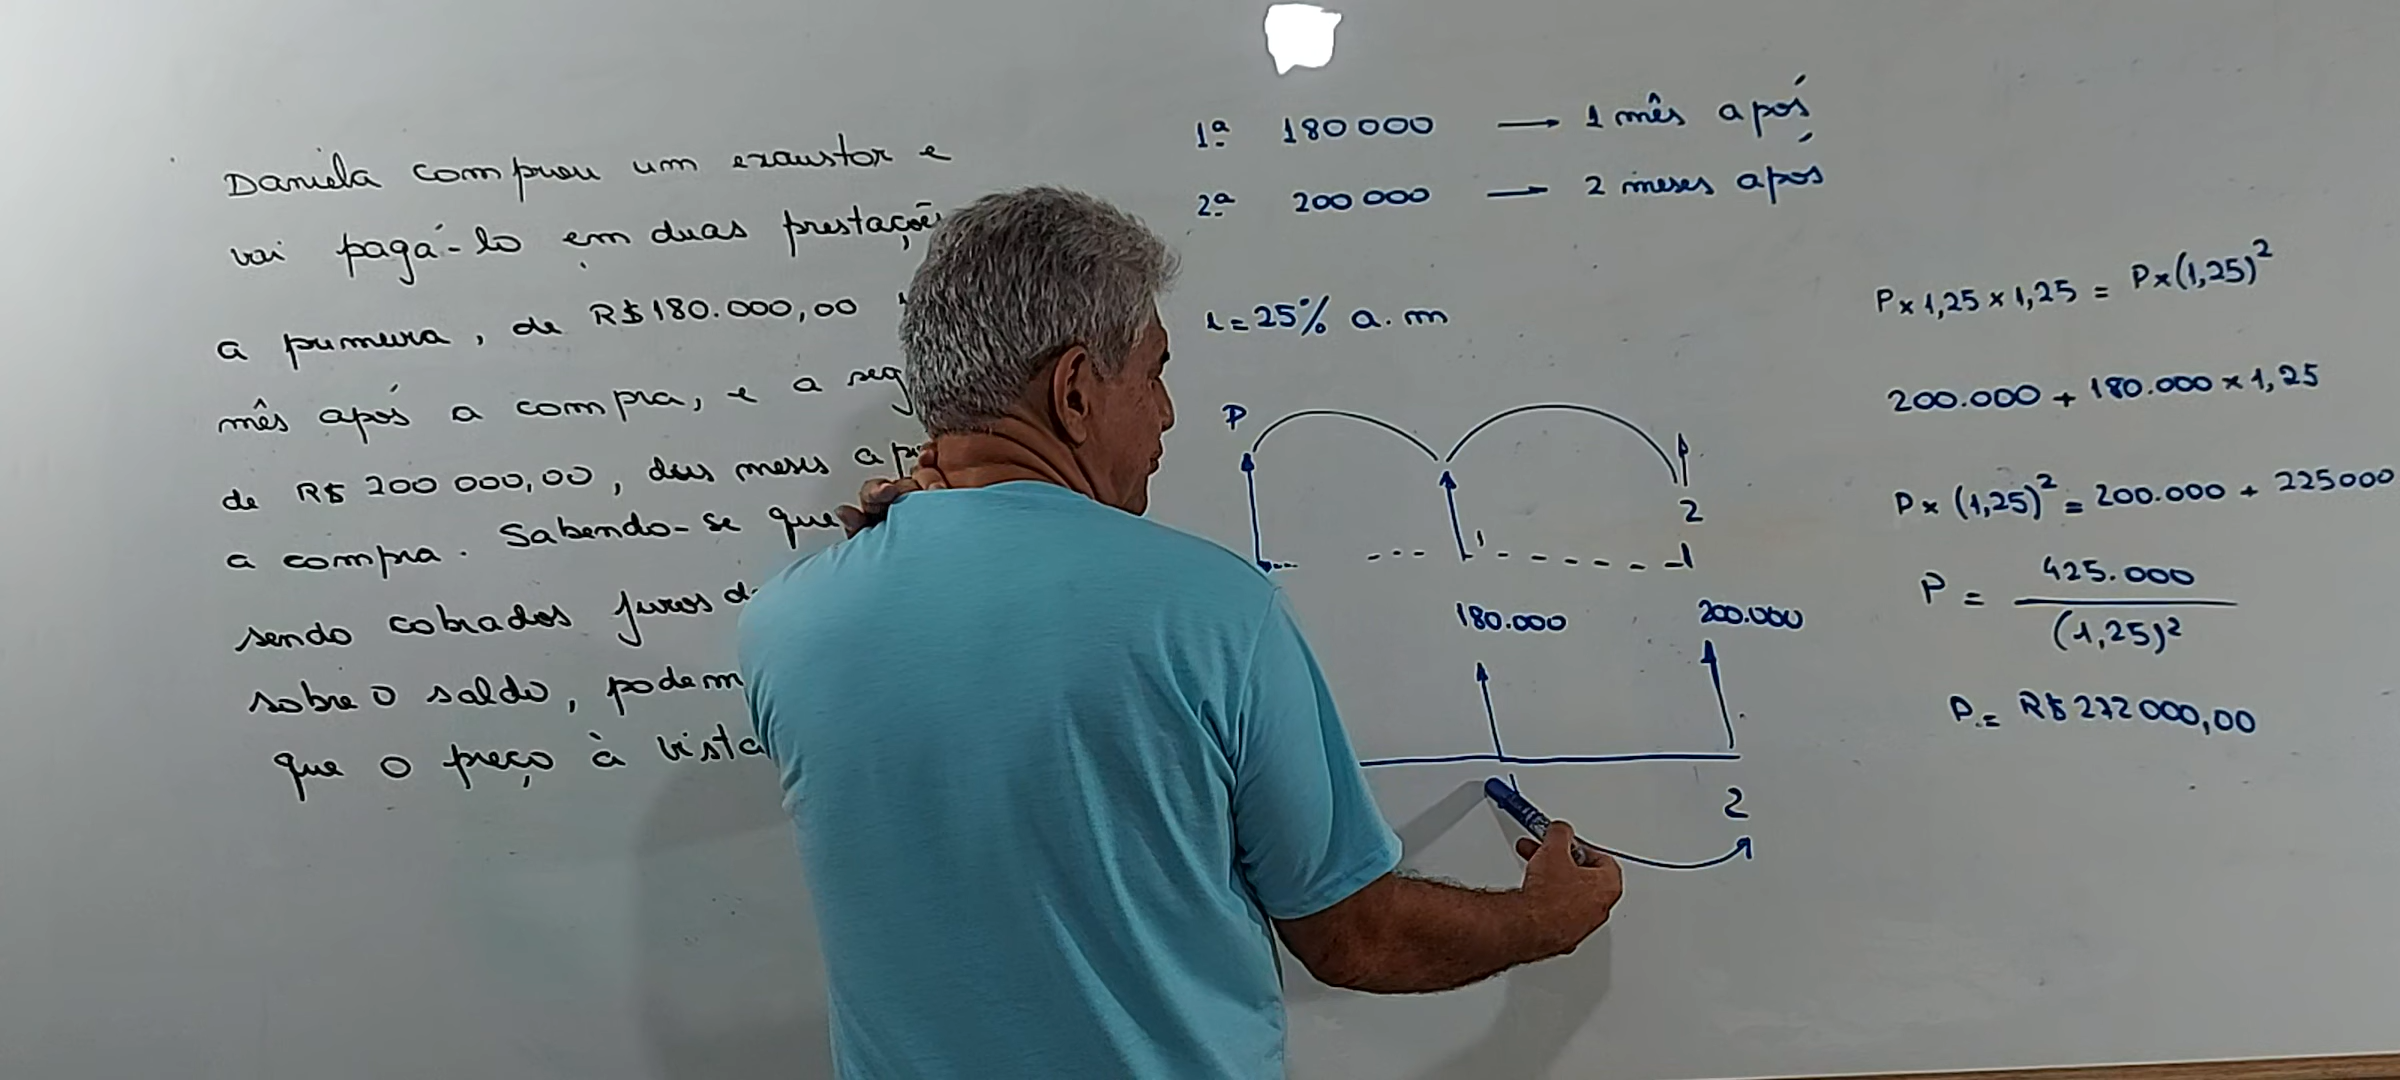 Daniela comprou um exaustor e
vai pagá-lo em duas prestações
a primeira, de R$ 180.000,00
mês após a compra, e a seg
de R$ 200 000,00, dois meses ap
a compra. Sabendo-se que
sendo cobrados juros d
sobre o saldo, podem
que o preço à vista
1ª 180 000 → 1 mês após
2ª 200 000 → 2 meses após
i = 25% a.m
P
1
2
180.000 200.000
1 2
P x 1,25 x 1,25 = P x (1,25)²
200.000 + 180.000 x 1,25
P x (1,25)² = 200.000 + 225000
P = 425.000
(1,25)²
P = R$ 272000,00